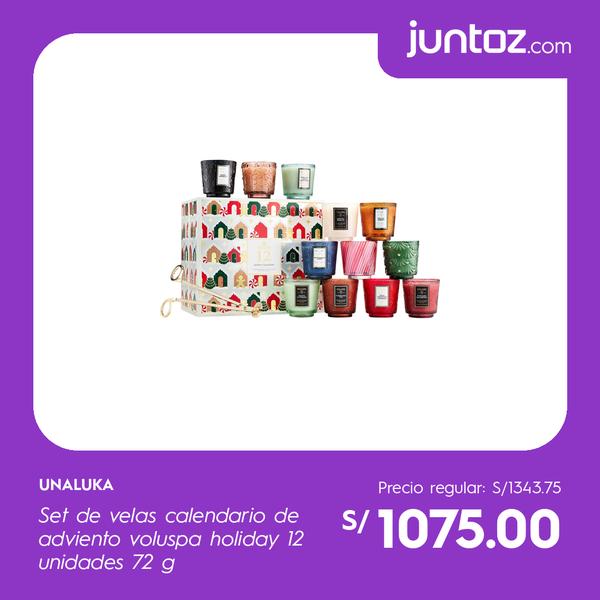 juntoz.com
12
UNALUKA
Set de velas calendario de
adviento voluspa holiday 12
unidades 72 g
Precio regular: S/1343.75
S/ 1075.00